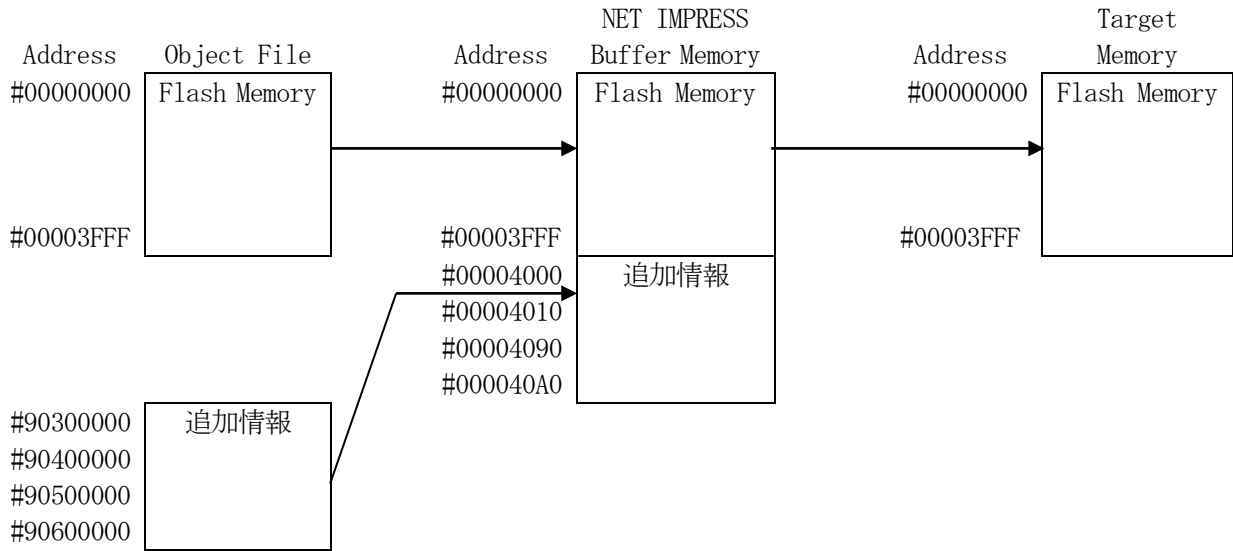 NET IMPRESS Target
Address Object File Address Buffer Memory Address Memory
#00000000 Flash Memory #00000000 Flash Memory #00000000 Flash Memory
#00003FFF #00003FFF #00003FFF
#00004000 追加情報
#00004010
#00004090
#000040A0
#90300000 追加情報
#90400000
#90500000
#90600000